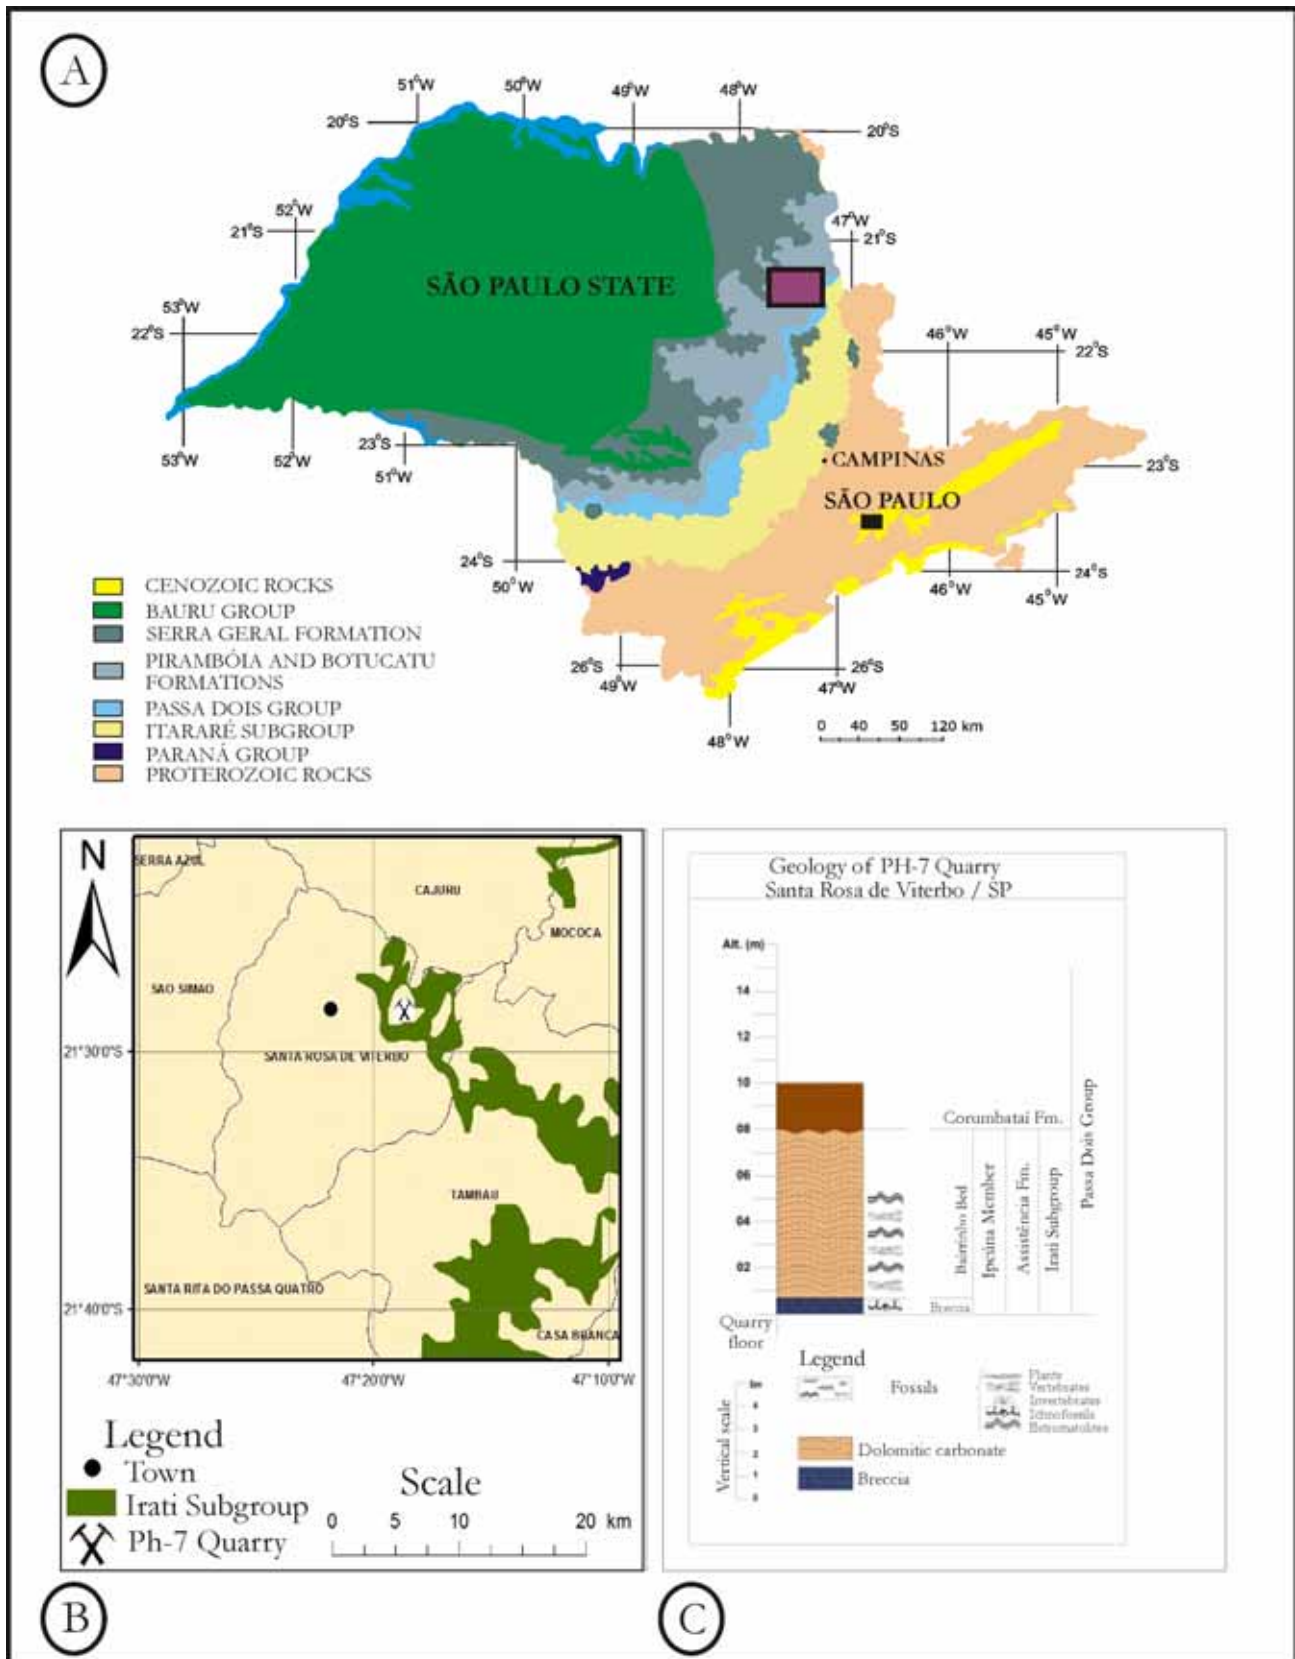 A
51°W
50°W
49°W
48°W
20°S
20°S
52°W
21°S
47°W
21°S
SÃO PAULO STATE
53°W
22°S
46°W
45°W
22°S
23°S
53°W
52°W
51°W
CAMPINAS
23°S
SÃO PAULO
24°S
50°W
46°W
45°W
24°S
26°S
49°W
47°W
26°S
48°W
0 40 50 120 km
CENOZOIC ROCKS
BAURU GROUP
SERRA GERAL FORMATION
PIRAMBÓIA AND BOTUCATU
FORMATIONS
PASSA DOIS GROUP
ITARARÉ SUBGROUP
PARANÁ GROUP
PROTEROZOIC ROCKS
N
SERRA AZUL
CAJURU
MOCOCA
SAO SIMAO
21°30'0"S
SANTA ROSA DE VITERBO
TAMBAU
SANTA RITA DO PASSA QUATRO
21°40'0"S
CASA BRANCA
47°30'0"W
47°20'0"W
47°10'0"W
Legend
Town
Irati Subgroup
Ph-7 Quarry
Scale
0 5 10 20 km
B
Geology of PH-7 Quarry
Santa Rosa de Viterbo / SP
Alt. (m)
14
12
10
08
06
04
02
Quarry
floor
Corumbataí Fm.
Bairrinho Bed
Ipeúna Member
Assistência Fm.
Irati Subgroup
Passa Dois Group
Breccia
Legend
Fossils
Plants
Vertebrates
Invertebrates
Ichnofossils
Estromatolites
Vertical scale
5m
4
3
2
1
0
Dolomitic carbonate
Breccia
C